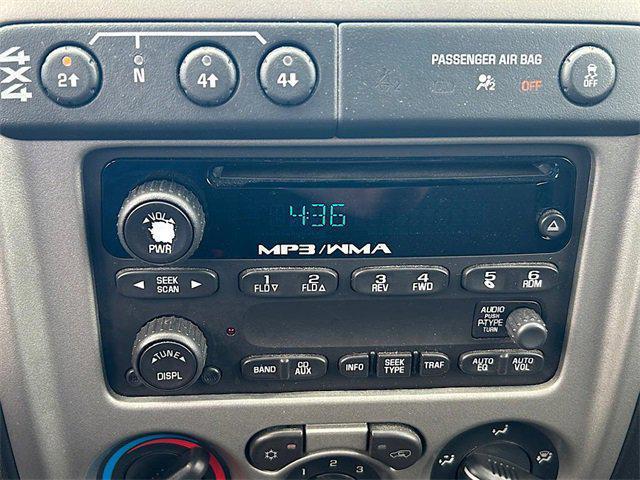 4X4
2↑ N 4↑ 4↓
PASSENGER AIR BAG
2 OFF OFF
4:36
VOL
PWR
MP3/WMA
SEEK
SCAN
1 2 3 4 5 6
FLD ▽ FLD △ REV FWD RDM
AUDIO
PUSH
P-TYPE
TURN
TUNE
DISPL
BAND CD AUX INFO SEEK TYPE TRAF AUTO EQ AUTO VOL
1 2 3